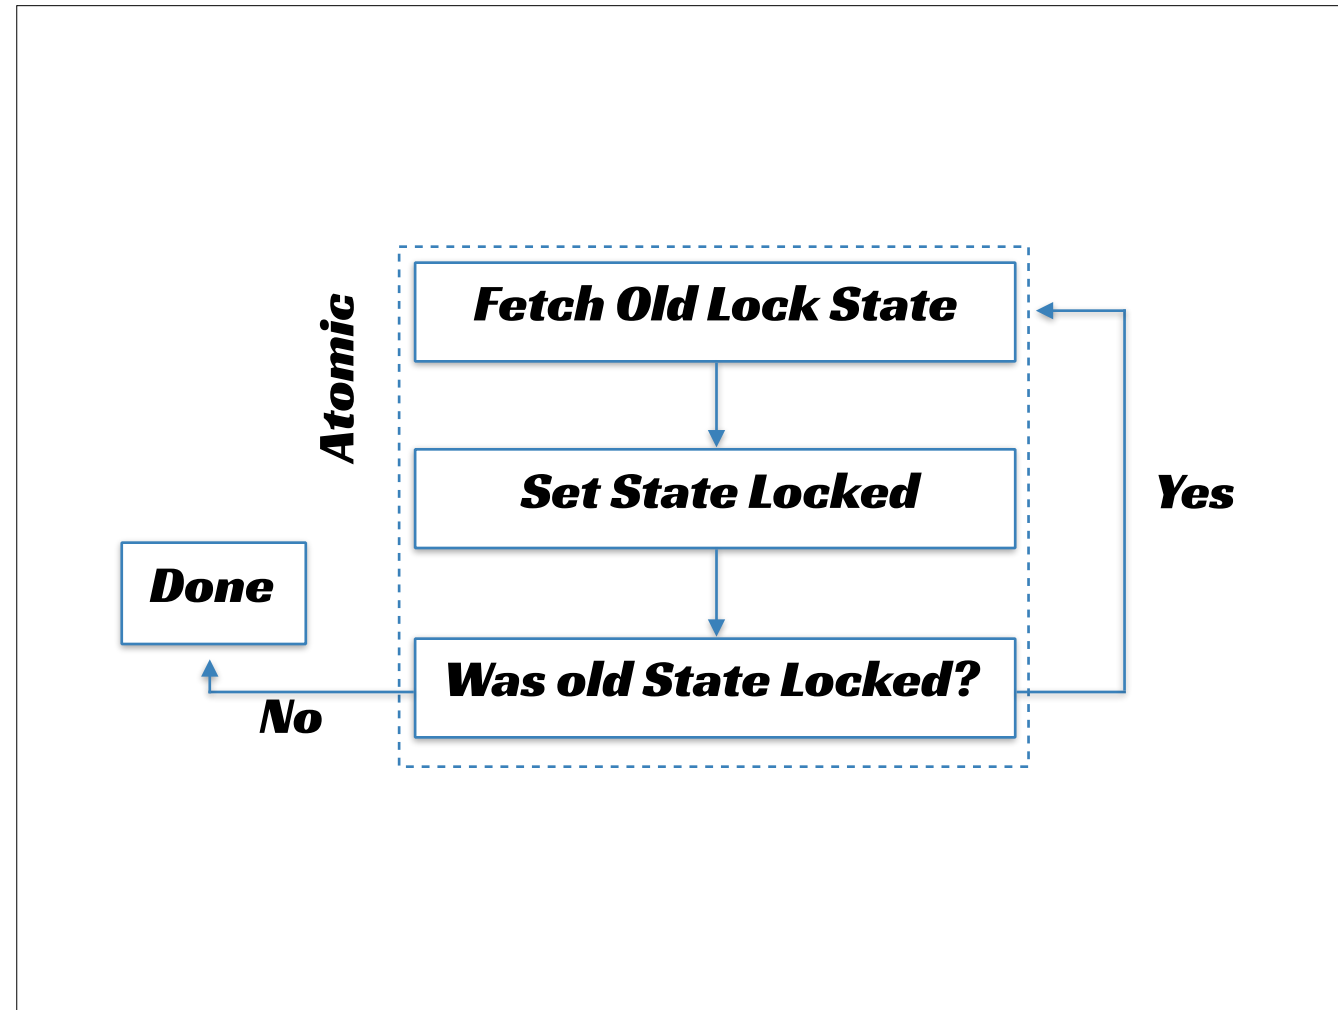 Atomic
Fetch Old Lock State
Set State Locked
Yes
Done
Was old State Locked?
No